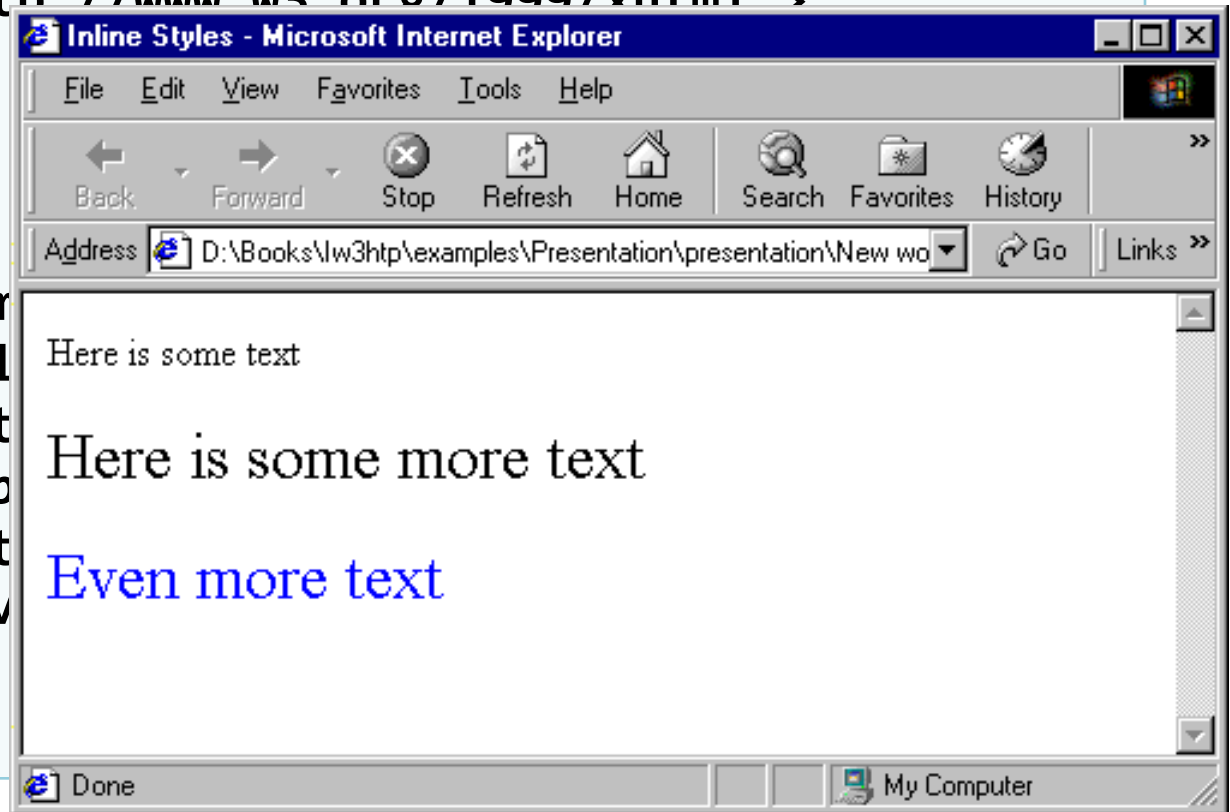 Inline Styles - Microsoft Internet Explorer
File Edit View Favorites Tools Help
Back Forward Stop Refresh Home Search Favorites History »
Address D:\Books\Iw3htp\examples\Presentation\presentation\New wo Go Links »
Here is some text
Here is some more text
Even more text
Done My Computer